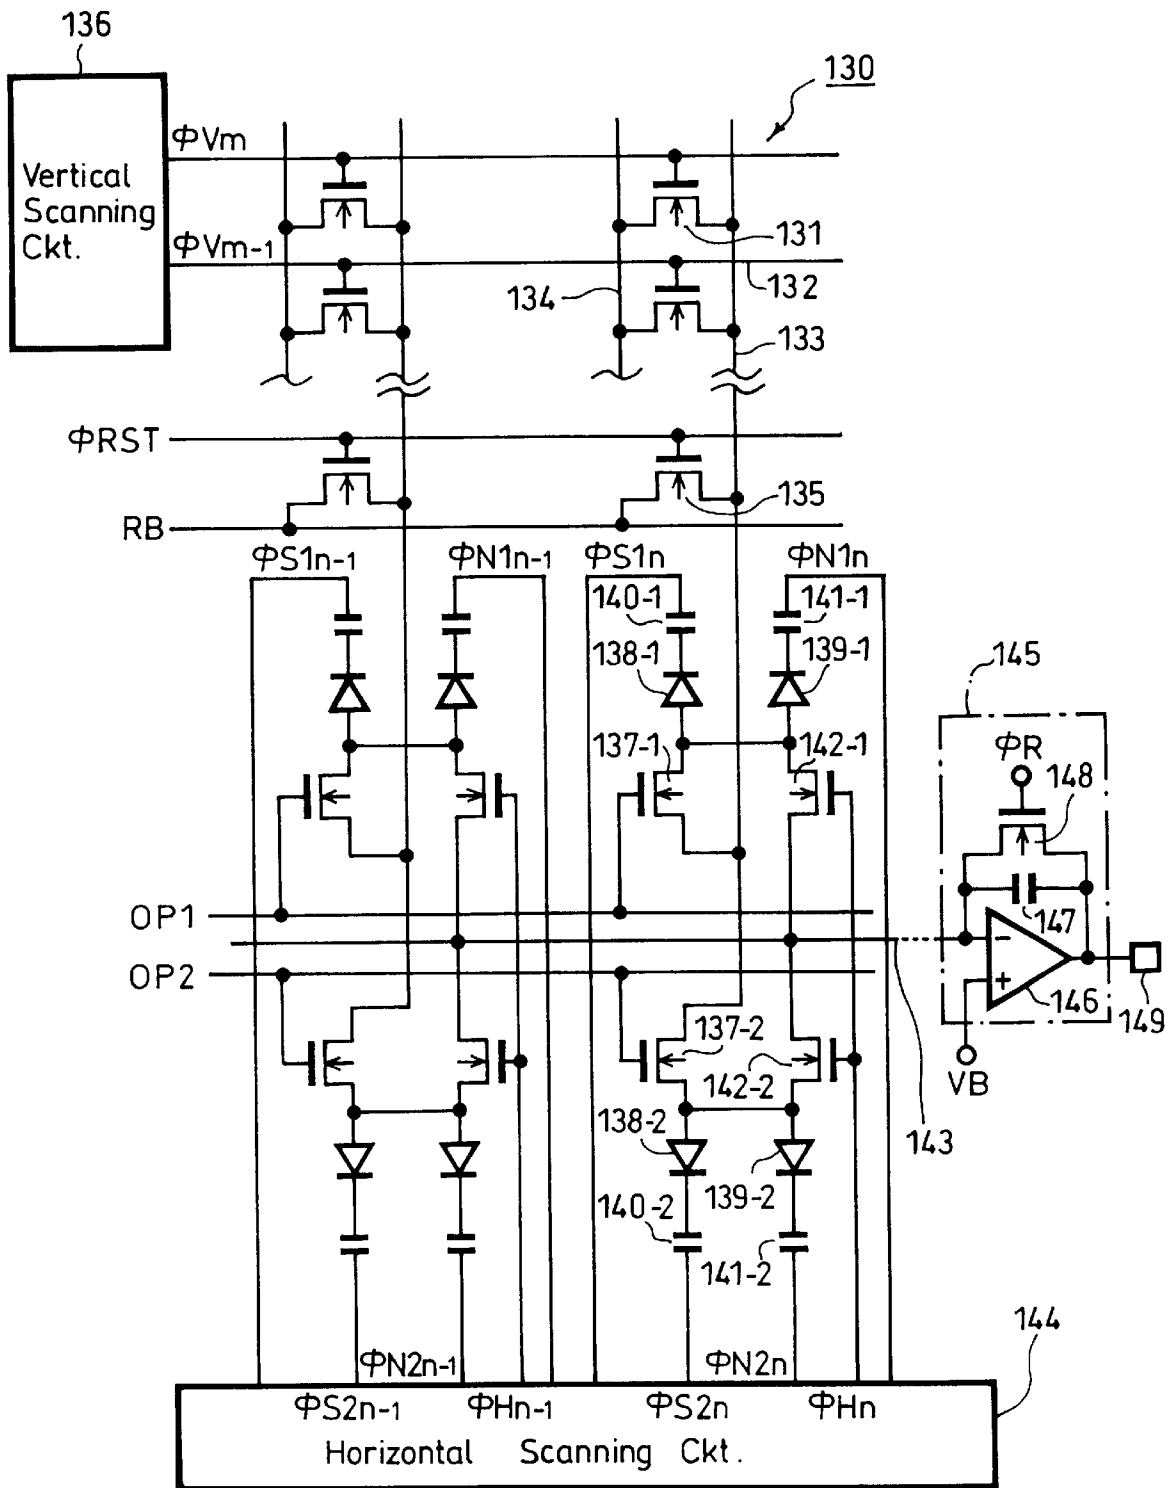 136
130
ΦVm
Vertical
Scanning
Ckt.
131
ΦVm-1
134
132
133
ΦRST
135
RB
ΦS1n-1
ΦN1n-1
ΦS1n
ΦN1n
140-1
141-1
138-1
139-1
145
137-1
142-1
ΦR
148
147
OP1
−
OP2
+
146
149
137-2
142-2
VB
138-2
143
139-2
140-2
141-2
144
ΦN2n-1
ΦN2n
ΦS2n-1
ΦHn-1
ΦS2n
ΦHn
Horizontal Scanning Ckt.